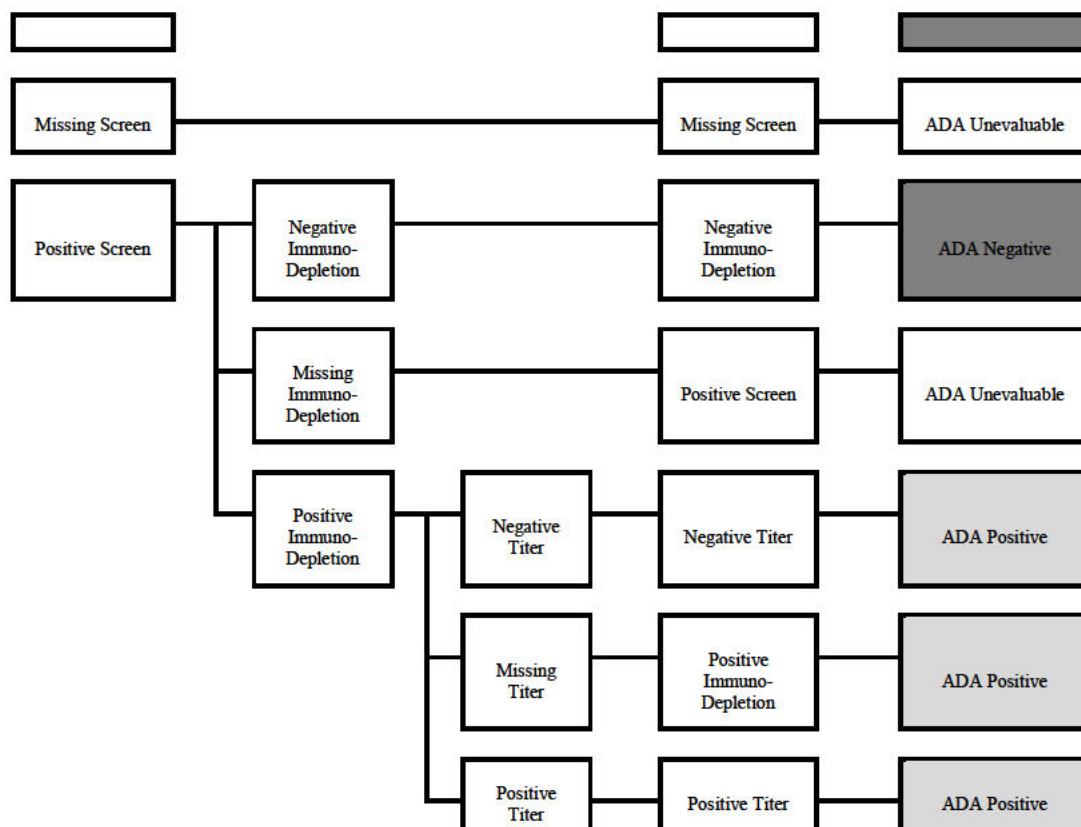 Missing Screen
Missing Screen
ADA Unevaluable
Positive Screen
Negative
Immuno-
Depletion
Negative
Immuno-
Depletion
ADA Negative
Missing
Immuno-
Depletion
Positive Screen
ADA Unevaluable
Positive
Immuno-
Depletion
Negative
Titer
Negative Titer
ADA Positive
Missing
Titer
Positive
Immuno-
Depletion
ADA Positive
Positive
Titer
Positive Titer
ADA Positive